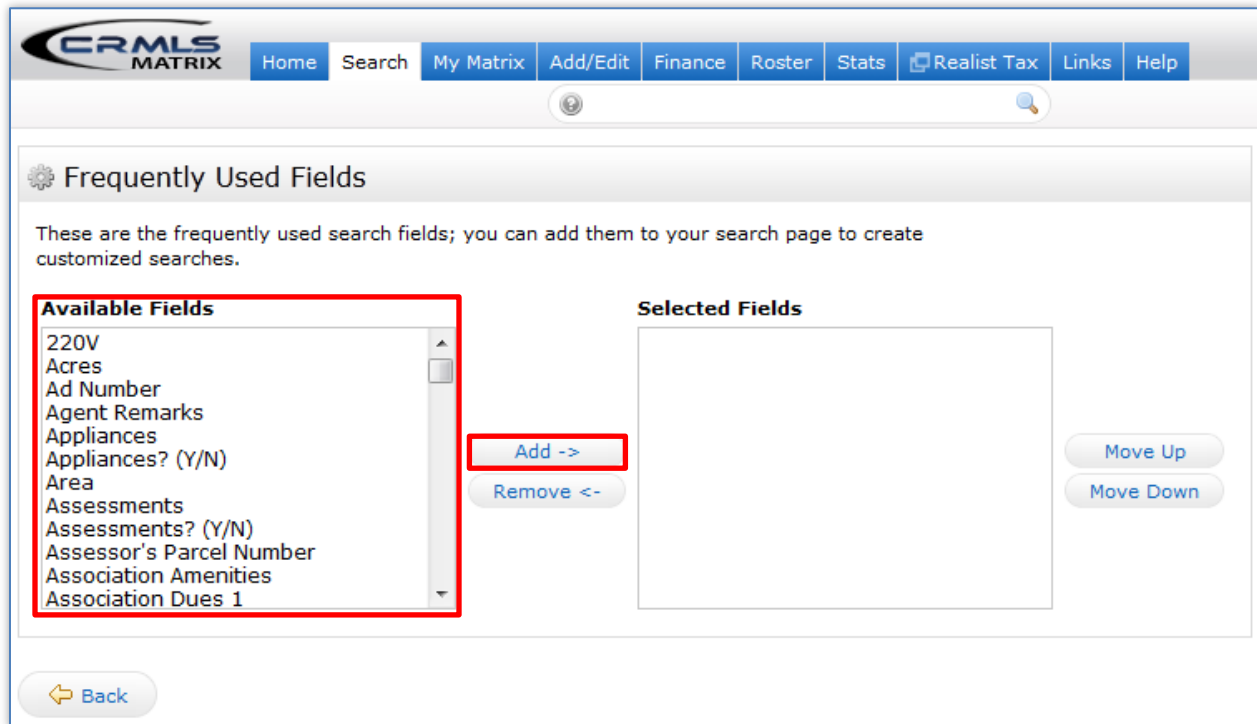 CRMLS
MATRIX
Home Search My Matrix Add/Edit Finance Roster Stats Realist Tax Links Help
?
Frequently Used Fields
These are the frequently used search fields; you can add them to your search page to create
customized searches.
Available Fields
220V
Acres
Ad Number
Agent Remarks
Appliances
Appliances? (Y/N)
Area
Assessments
Assessments? (Y/N)
Assessor's Parcel Number
Association Amenities
Association Dues 1
Add ->
Remove <-
Selected Fields
Move Up
Move Down
Back